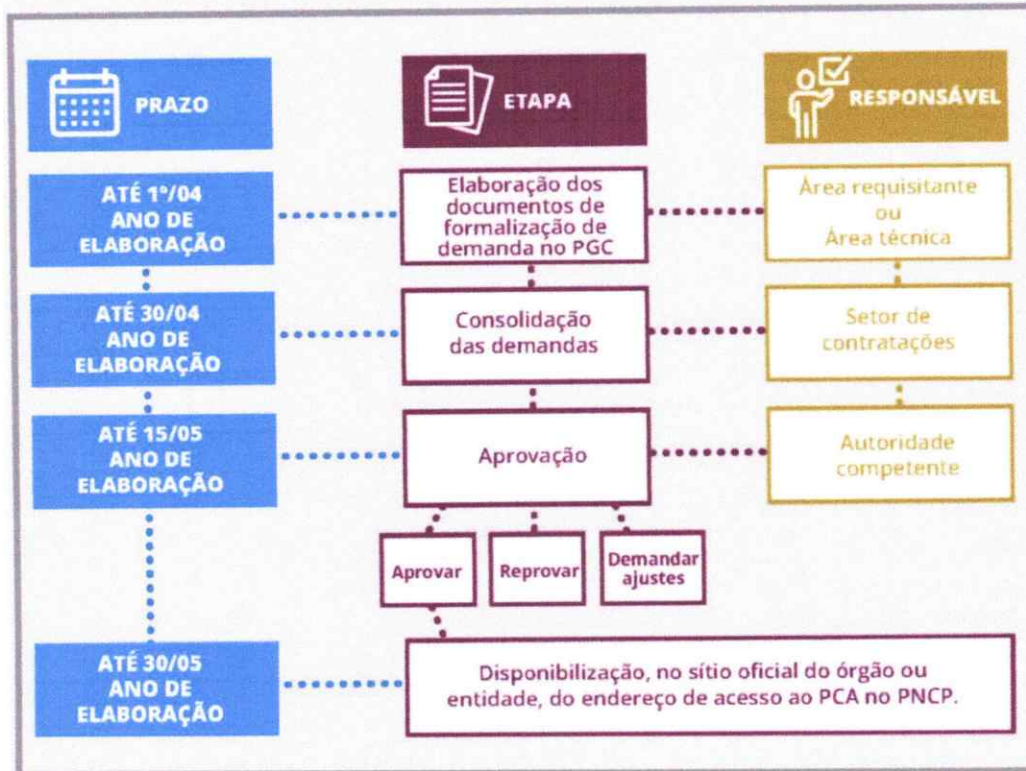 PRAZO
ETAPA
RESPONSÁVEL
ATÉ 1º/04
ANO DE
ELABORAÇÃO
Elaboração dos
documentos de
formalização de
demanda no PGC
Área requisitante
ou
Área técnica
ATÉ 30/04
ANO DE
ELABORAÇÃO
Consolidação
das demandas
Setor de
contratações
ATÉ 15/05
ANO DE
ELABORAÇÃO
Aprovação
Autoridade
competente
Aprovar
Reprovar
Demandar
ajustes
ATÉ 30/05
ANO DE
ELABORAÇÃO
Disponibilização, no sítio oficial do órgão ou
entidade, do endereço de acesso ao PCA no PNCP.